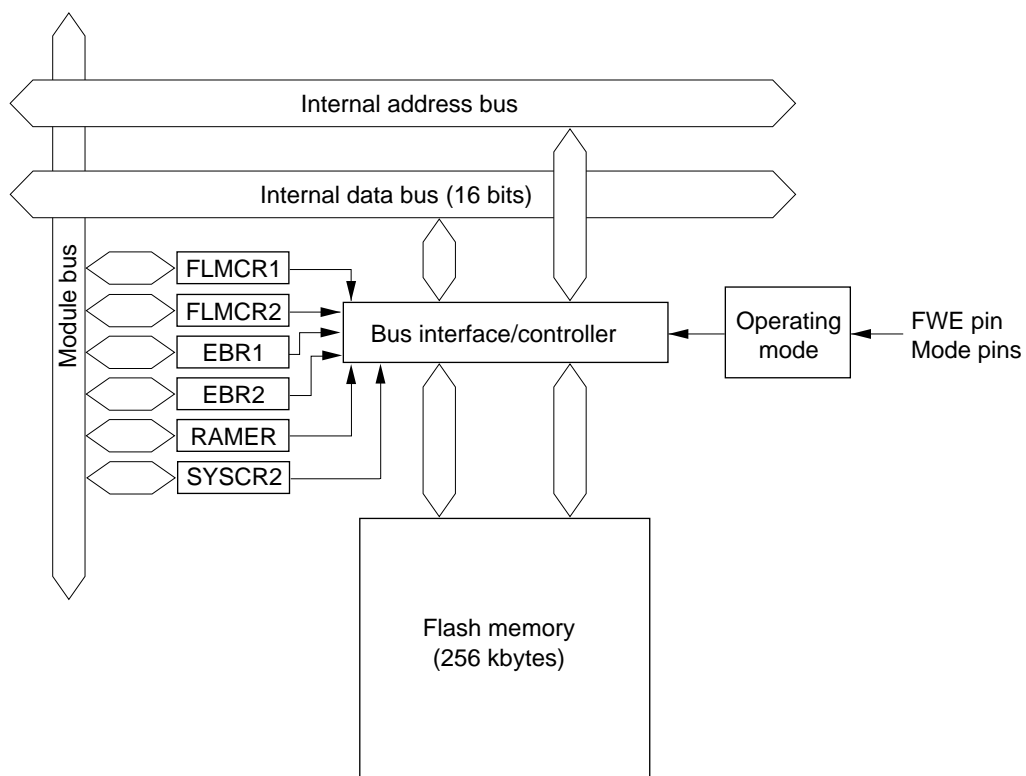 Internal address bus
Internal data bus (16 bits)
Module bus
FLMCR1
FLMCR2
EBR1
EBR2
RAMER
SYSCR2
Bus interface/controller
Operating
mode
FWE pin
Mode pins
Flash memory
(256 kbytes)